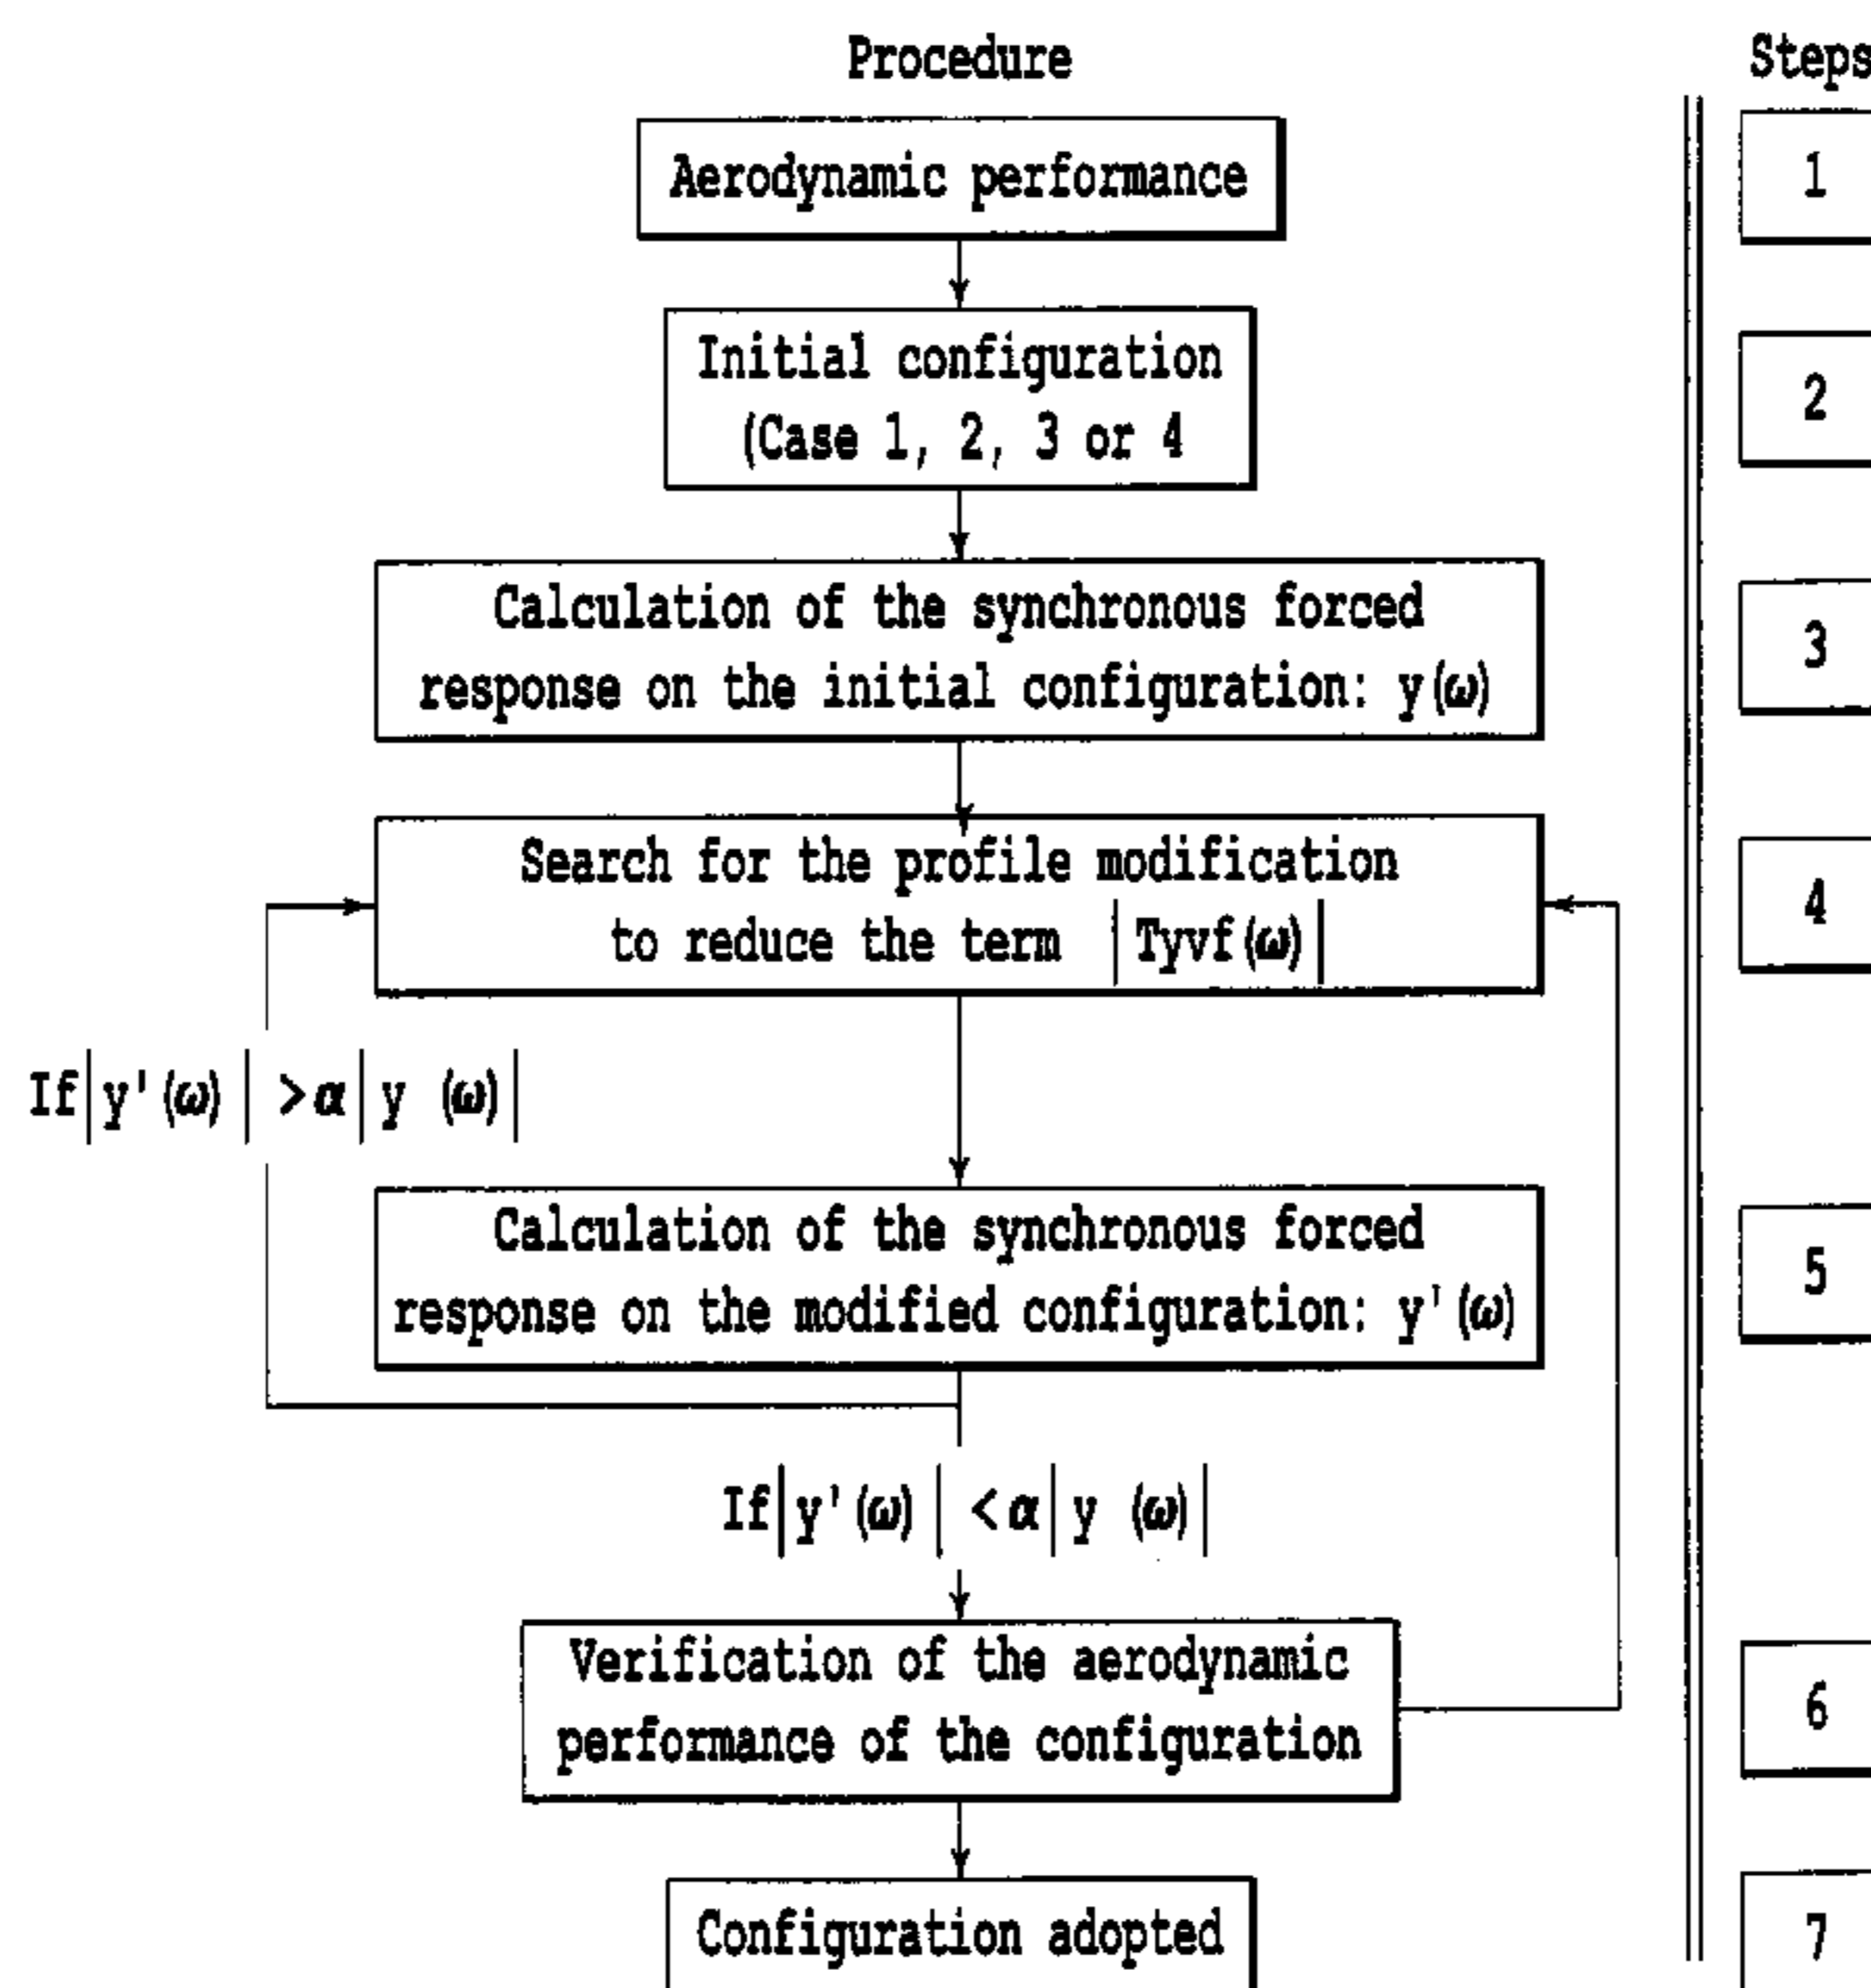 Procedure
Steps
Aerodynamic performance
1
Initial configuration
(Case 1, 2, 3 or 4
2
Calculation of the synchronous forced
response on the initial configuration: y(ω)
3
Search for the profile modification
to reduce the term |Tyvf(ω)|
4
If|y'(ω)| >α|y (ω)|
Calculation of the synchronous forced
response on the modified configuration: y'(ω)
5
If|y'(ω)| <α|y (ω)|
Verification of the aerodynamic
performance of the configuration
6
Configuration adopted
7